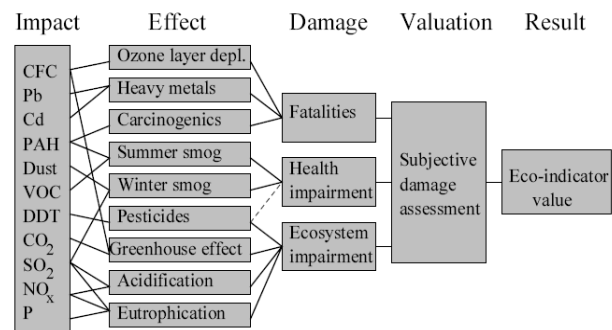 Impact Effect Damage Valuation Result
CFC
Pb
Cd
PAH
Dust
VOC
DDT
CO2
SO2
NOx
P
Ozone layer depl.
Heavy metals
Carcinogenics
Summer smog
Winter smog
Pesticides
Greenhouse effect
Acidification
Eutrophication
Fatalities
Health
impairment
Ecosystem
impairment
Subjective
damage
assessment
Eco-indicator
value